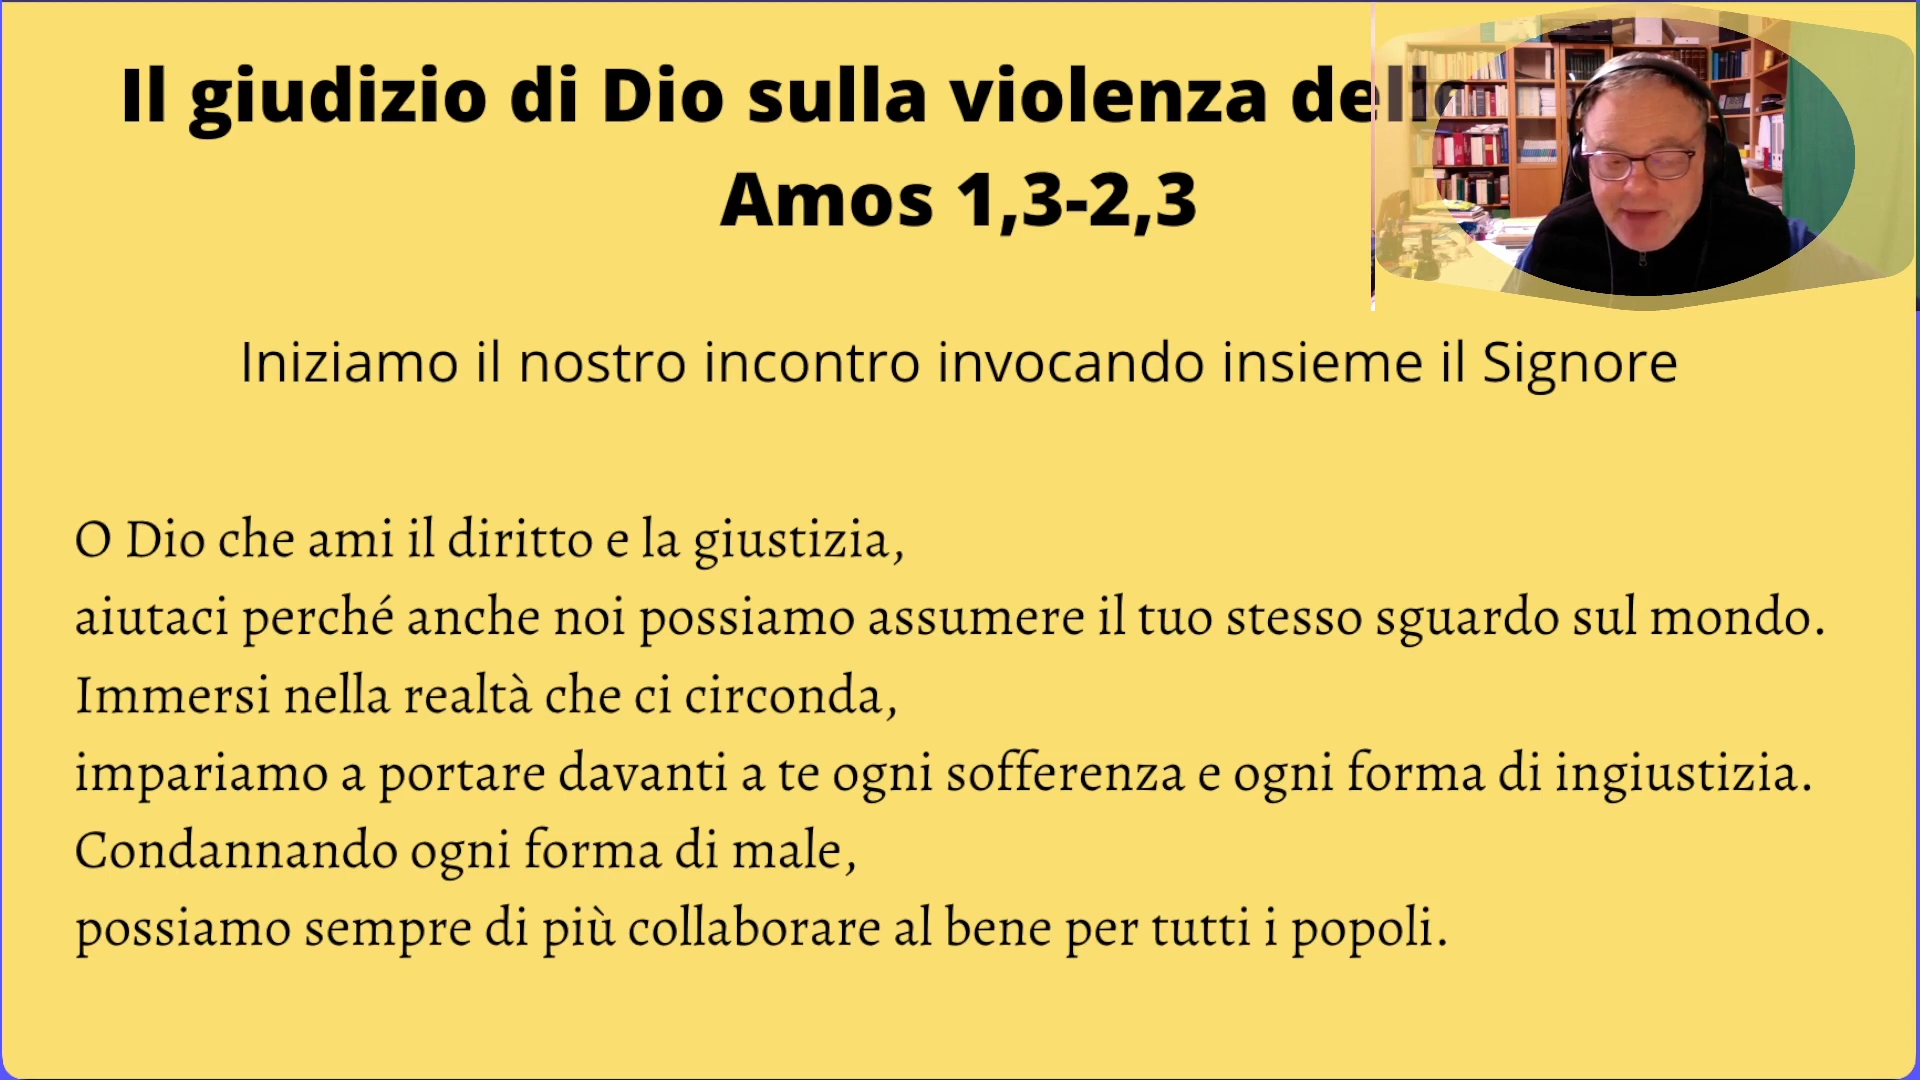 Il giudizio di Dio sulla violenza
Amos 1,3-2,3
Iniziamo il nostro incontro invocando insieme il Signore
O Dio che ami il diritto e la giustizia,
aiutaci perché anche noi possiamo assumere il tuo stesso sguardo sul mondo.
Immersi nella realtà che ci circonda,
impariamo a portare davanti a te ogni sofferenza e ogni forma di ingiustizia.
Condannando ogni forma di male,
possiamo sempre di più collaborare al bene per tutti i popoli.